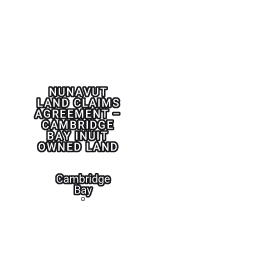 NUNAVUT
LAND CLAIMS
AGREEMENT –
CAMBRIDGE
BAY INUIT
OWNED LAND
Cambridge
Bay